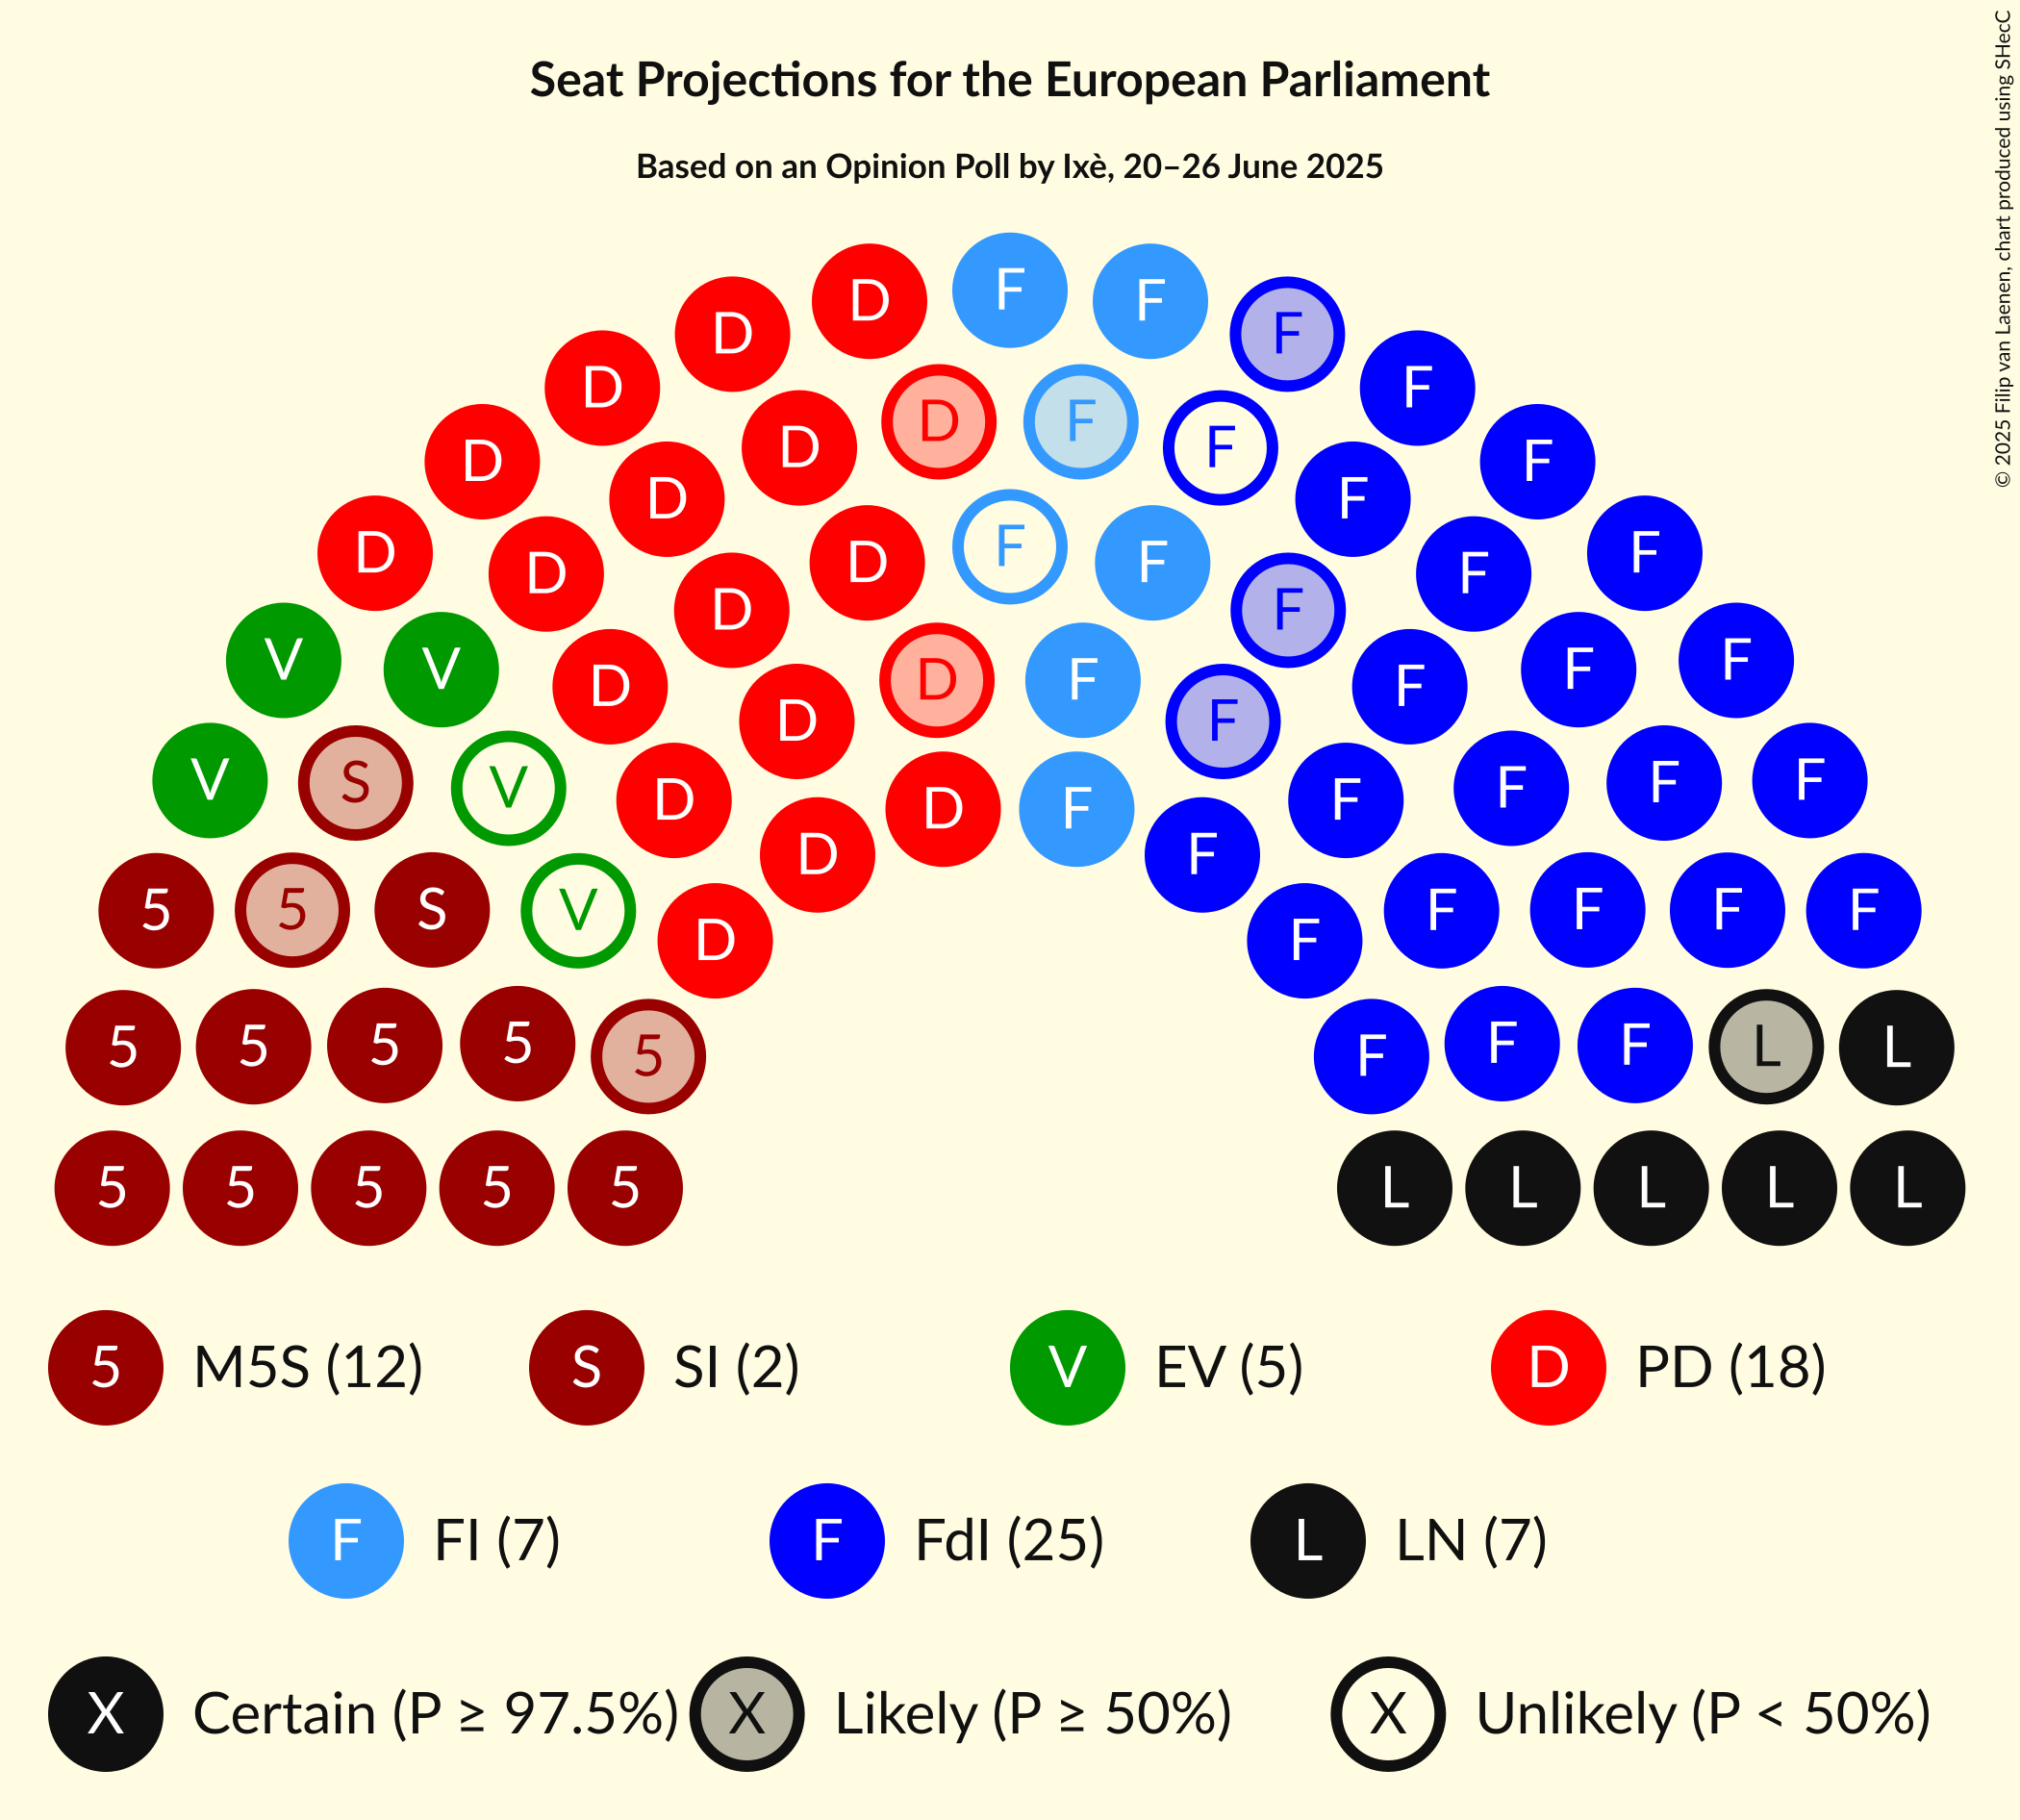 Seat Projections for the European Parliament
Based on an Opinion Poll by Ixè, 20–26 June 2025
© 2025 Filip van Laenen, chart produced using SHecC
F F
D F
D F
D F
D F F
D D
D F
D F
D F
D F
D F
D D F F
V F
V V D F F
D F
D F
V S V F F F
D F
D F
D F
5 5 S V F F F F
D F
5 5 5 5 5 F F F L L
5 5 5 5 5 L L L L L
5 M5S (12) S SI (2) V EV (5) D PD (18)
F FI (7) F FdI (25) L LN (7)
X Certain (P ≥ 97.5%) X Likely (P ≥ 50%) X Unlikely (P < 50%)